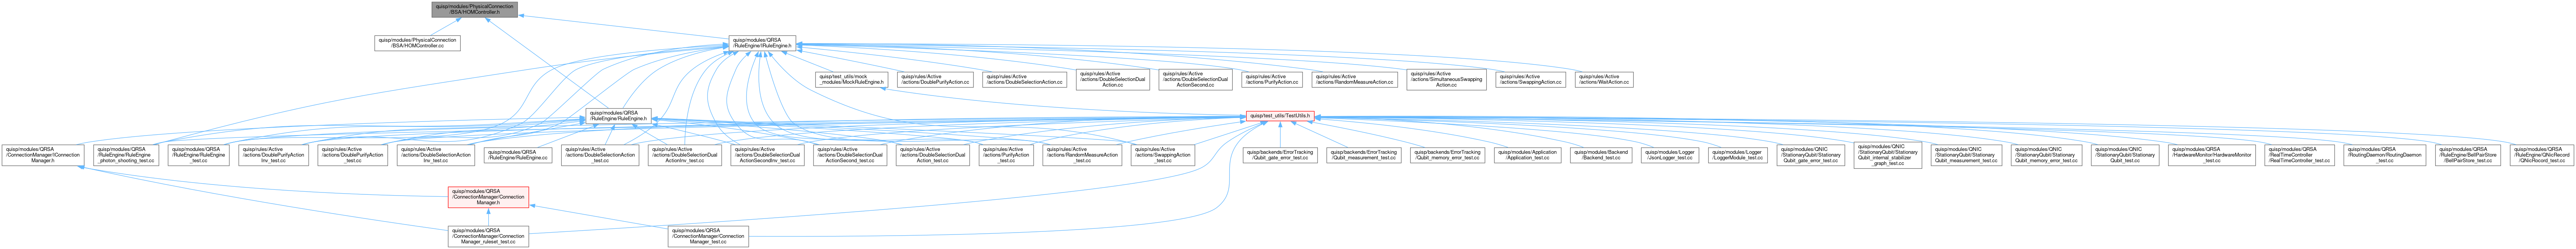 quisp/modules/PhysicalConnection
/BSA/HOMController.h
quisp/modules/PhysicalConnection
/BSA/HOMController.cc
quisp/modules/QRSA
/RuleEngine/IRuleEngine.h
quisp/test_utils/mock
_modules/MockRuleEngine.h
quisp/rules/Active
/actions/DoublePurifyAction.cc
quisp/rules/Active
/actions/DoubleSelectionAction.cc
quisp/rules/Active
/actions/DoubleSelectionDual
Action.cc
quisp/rules/Active
/actions/DoubleSelectionDual
ActionSecond.cc
quisp/rules/Active
/actions/PurifyAction.cc
quisp/rules/Active
/actions/RandomMeasureAction.cc
quisp/rules/Active
/actions/SimultaneousSwapping
Action.cc
quisp/rules/Active
/actions/SwappingAction.cc
quisp/rules/Active
/actions/WaitAction.cc
quisp/modules/QRSA
/RuleEngine/RuleEngine.h
quisp/test_utils/TestUtils.h
quisp/modules/QRSA
/ConnectionManager/IConnection
Manager.h
quisp/modules/QRSA
/RuleEngine/RuleEngine
_photon_shooting_test.cc
quisp/modules/QRSA
/RuleEngine/RuleEngine
_test.cc
quisp/rules/Active
/actions/DoublePurifyAction
Inv_test.cc
quisp/rules/Active
/actions/DoublePurifyAction
_test.cc
quisp/rules/Active
/actions/DoubleSelectionAction
Inv_test.cc
quisp/modules/QRSA
/RuleEngine/RuleEngine.cc
quisp/rules/Active
/actions/DoubleSelectionAction
_test.cc
quisp/rules/Active
/actions/DoubleSelectionDual
ActionInv_test.cc
quisp/rules/Active
/actions/DoubleSelectionDual
ActionSecondInv_test.cc
quisp/rules/Active
/actions/DoubleSelectionDual
ActionSecond_test.cc
quisp/rules/Active
/actions/DoubleSelectionDual
Action_test.cc
quisp/rules/Active
/actions/PurifyAction
_test.cc
quisp/rules/Active
/actions/RandomMeasureAction
_test.cc
quisp/rules/Active
/actions/SwappingAction
_test.cc
quisp/backends/ErrorTracking
/Qubit_gate_error_test.cc
quisp/backends/ErrorTracking
/Qubit_measurement_test.cc
quisp/backends/ErrorTracking
/Qubit_memory_error_test.cc
quisp/modules/Application
/Application_test.cc
quisp/modules/Backend
/Backend_test.cc
quisp/modules/Logger
/JsonLogger_test.cc
quisp/modules/Logger
/LoggerModule_test.cc
quisp/modules/QNIC
/StationaryQubit/Stationary
Qubit_gate_error_test.cc
quisp/modules/QNIC
/StationaryQubit/Stationary
Qubit_internal_stabilizer
_graph_test.cc
quisp/modules/QNIC
/StationaryQubit/Stationary
Qubit_measurement_test.cc
quisp/modules/QNIC
/StationaryQubit/Stationary
Qubit_memory_error_test.cc
quisp/modules/QNIC
/StationaryQubit/Stationary
Qubit_test.cc
quisp/modules/QRSA
/HardwareMonitor/HardwareMonitor
_test.cc
quisp/modules/QRSA
/RealTimeController
/RealTimeController_test.cc
quisp/modules/QRSA
/RoutingDaemon/RoutingDaemon
_test.cc
quisp/modules/QRSA
/RuleEngine/BellPairStore
/BellPairStore_test.cc
quisp/modules/QRSA
/RuleEngine/QNicRecord
/QNicRecord_test.cc
quisp/modules/QRSA
/ConnectionManager/Connection
Manager.h
quisp/modules/QRSA
/ConnectionManager/Connection
Manager_ruleset_test.cc
quisp/modules/QRSA
/ConnectionManager/Connection
Manager_test.cc